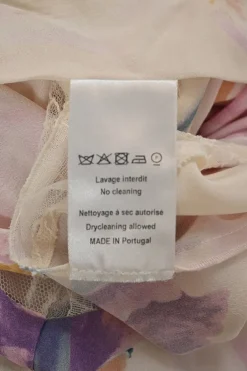 Lavage interdit
No cleaning
Nettoyage à sec autorisé
Drycleaning allowed
MADE IN Portugal